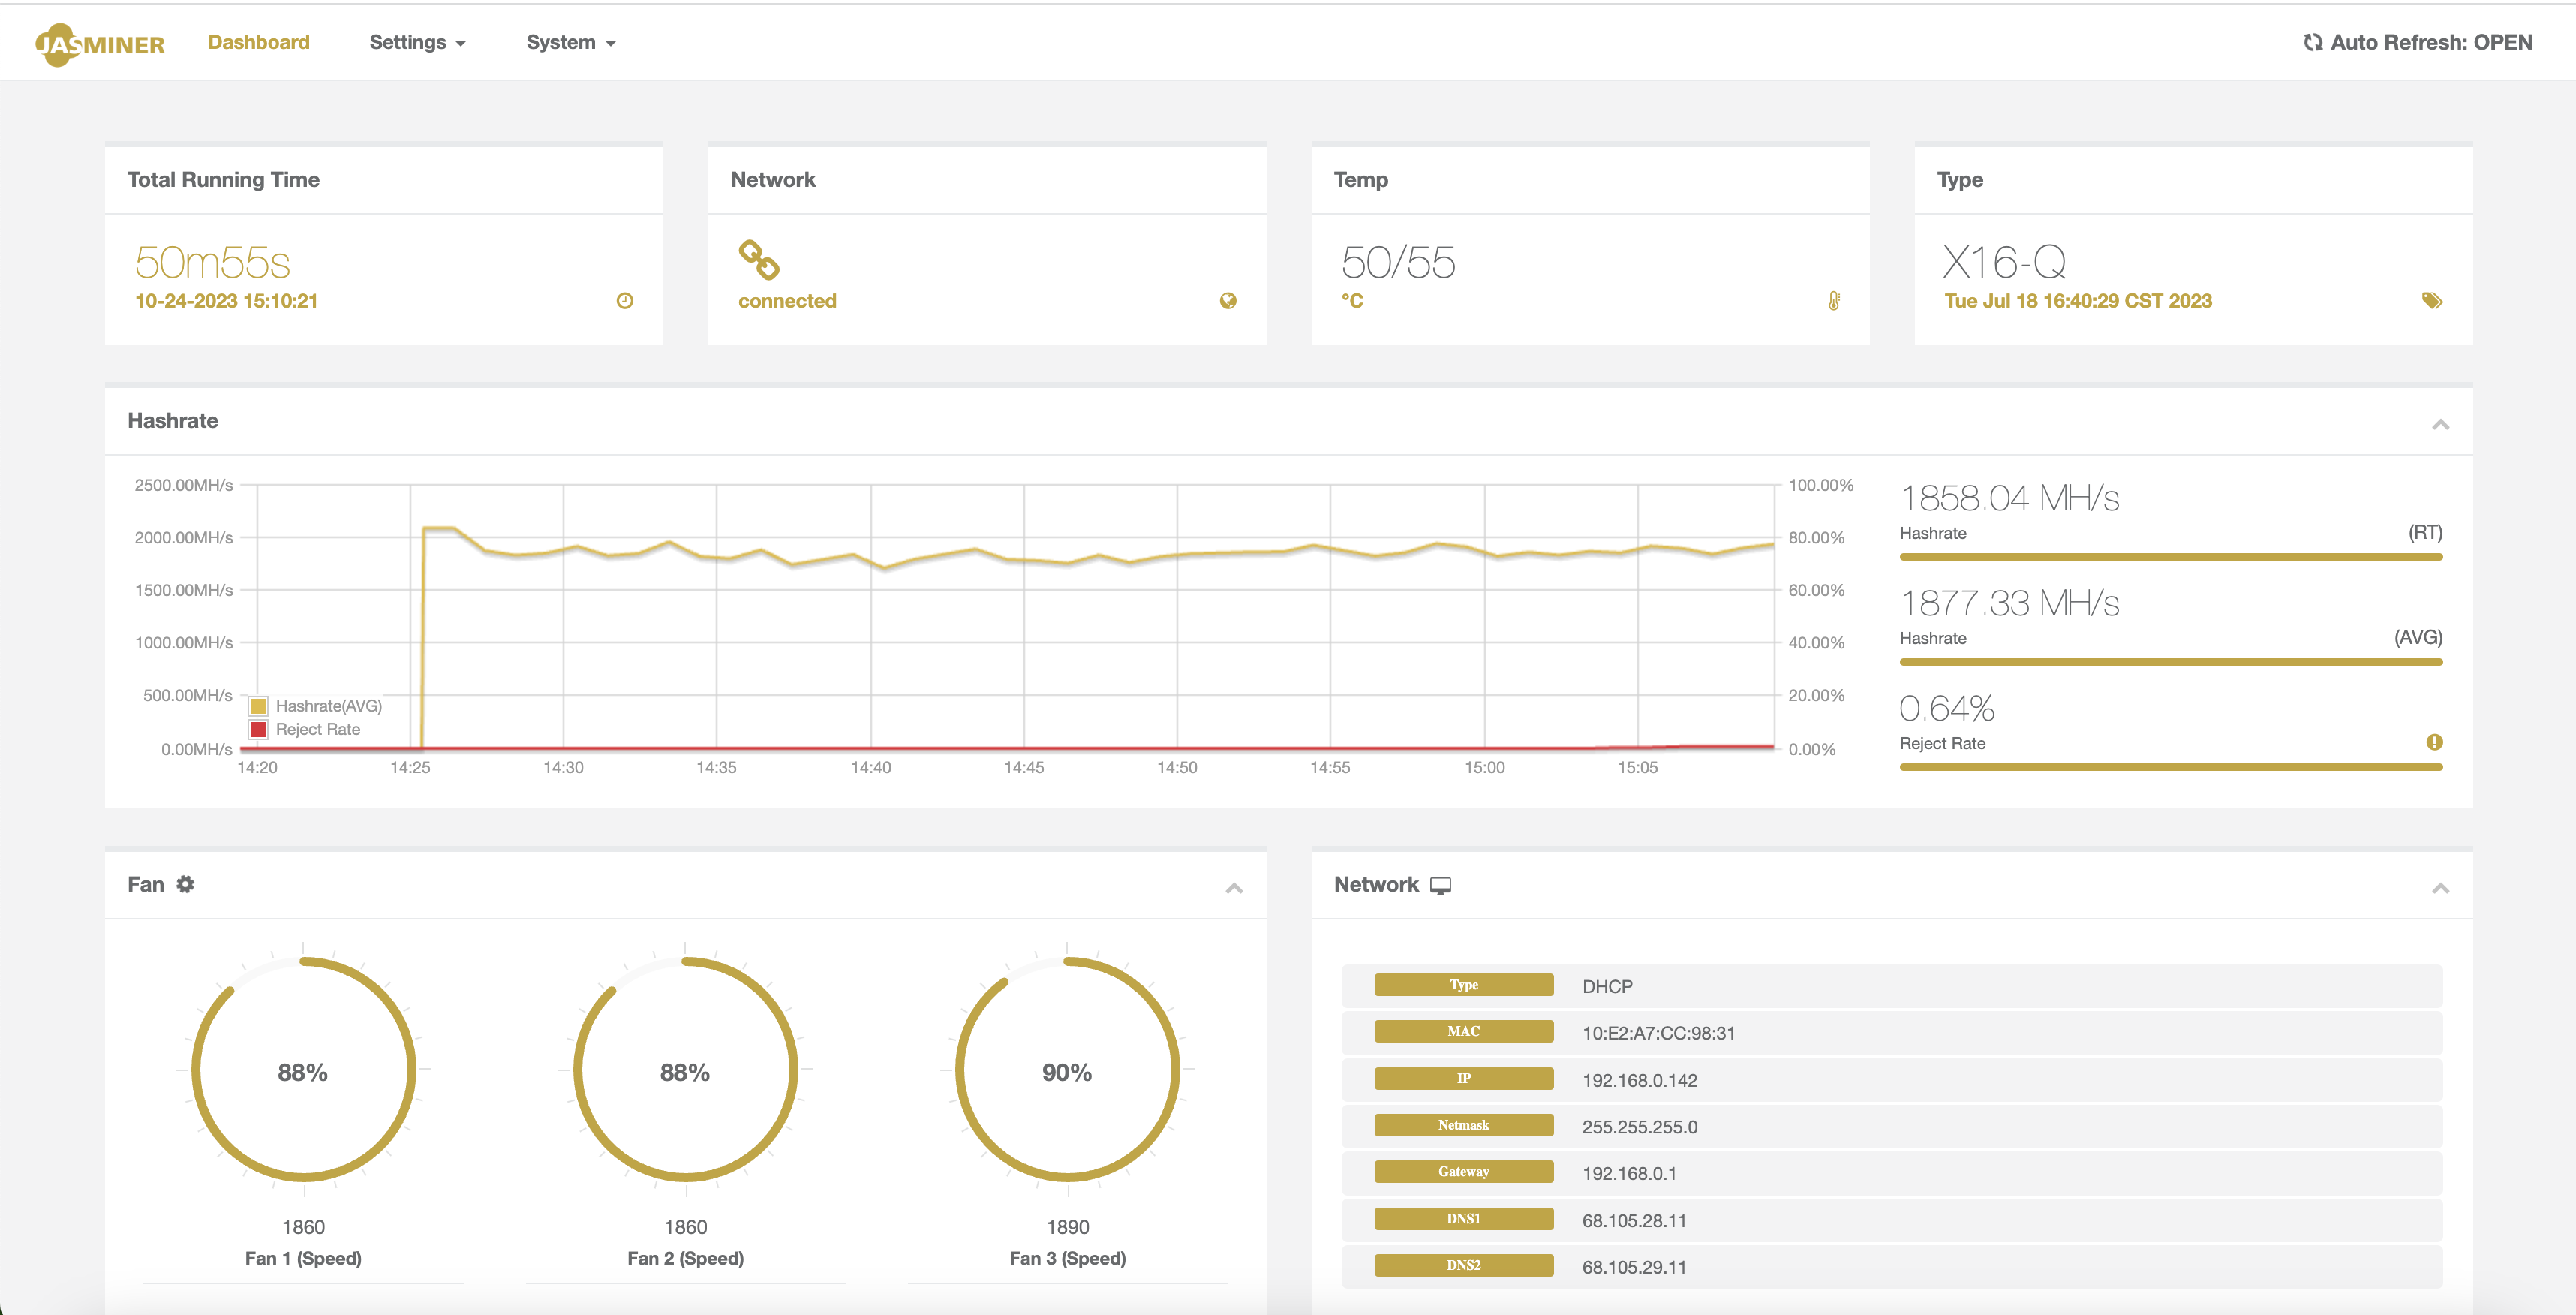 JASMINER Dashboard Settings System Auto Refresh: OPEN
Total Running Time
50m55s
10-24-2023 15:10:21
Network
connected
Temp
50/55
°C
Type
X16-Q
Tue Jul 18 16:40:29 CST 2023
Hashrate
2500.00MH/s
2000.00MH/s
1500.00MH/s
1000.00MH/s
500.00MH/s
0.00MH/s
Hashrate(AVG)
Reject Rate
100.00%
80.00%
60.00%
40.00%
20.00%
0.00%
14:20 14:25 14:30 14:35 14:40 14:45 14:50 14:55 15:00 15:05
1858.04 MH/s
Hashrate (RT)
1877.33 MH/s
Hashrate (AVG)
0.64%
Reject Rate
Fan
88% 88% 90%
1860 1860 1890
Fan 1 (Speed) Fan 2 (Speed) Fan 3 (Speed)
Network
Type DHCP
MAC 10:E2:A7:CC:98:31
IP 192.168.0.142
Netmask 255.255.255.0
Gateway 192.168.0.1
DNS1 68.105.28.11
DNS2 68.105.29.11